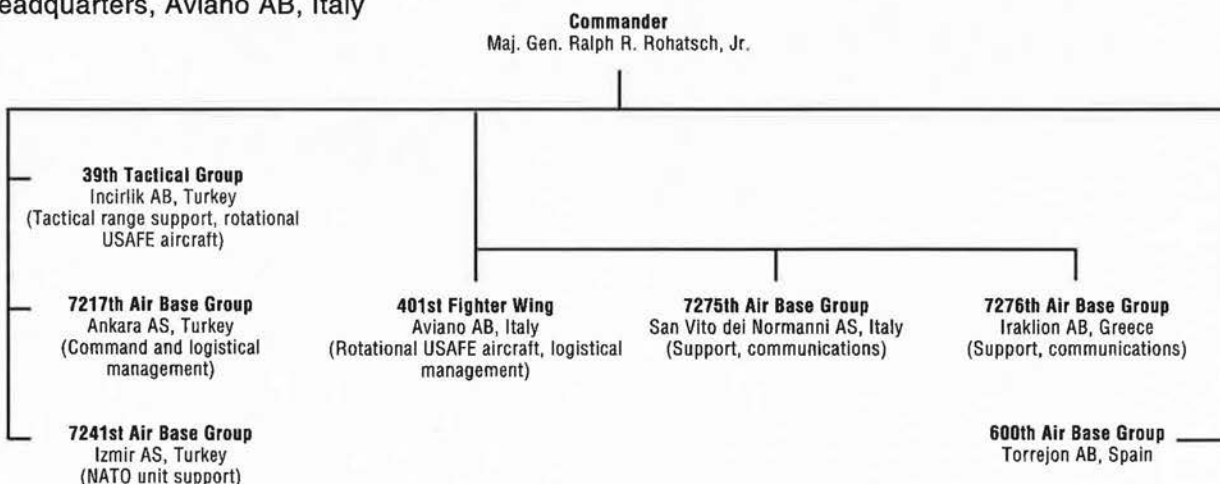 eadquarters, Aviano AB, Italy
Commander
Maj. Gen. Ralph R. Rohatsch, Jr.
39th Tactical Group
Incirlik AB, Turkey
(Tactical range support, rotational
USAFE aircraft)
7217th Air Base Group
Ankara AS, Turkey
(Command and logistical
management)
7241st Air Base Group
Izmir AS, Turkey
(NATO unit support)
401st Fighter Wing
Aviano AB, Italy
(Rotational USAFE aircraft, logistical
management)
7275th Air Base Group
San Vito dei Normanni AS, Italy
(Support, communications)
7276th Air Base Group
Iraklion AB, Greece
(Support, communications)
600th Air Base Group
Torrejon AB, Spain